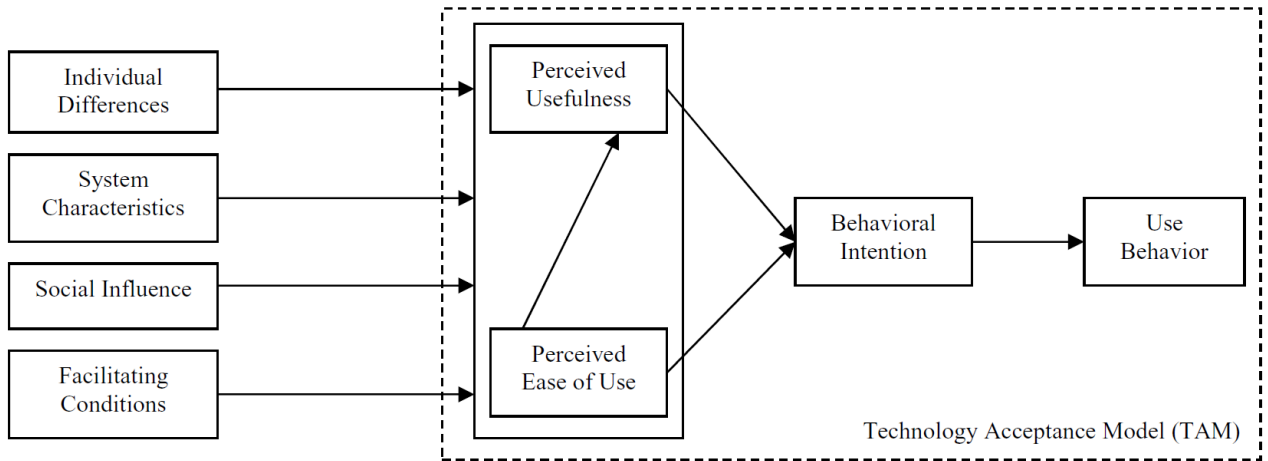 Individual
Differences
System
Characteristics
Social Influence
Facilitating
Conditions
Perceived
Usefulness
Perceived
Ease of Use
Behavioral
Intention
Use
Behavior
Technology Acceptance Model (TAM)